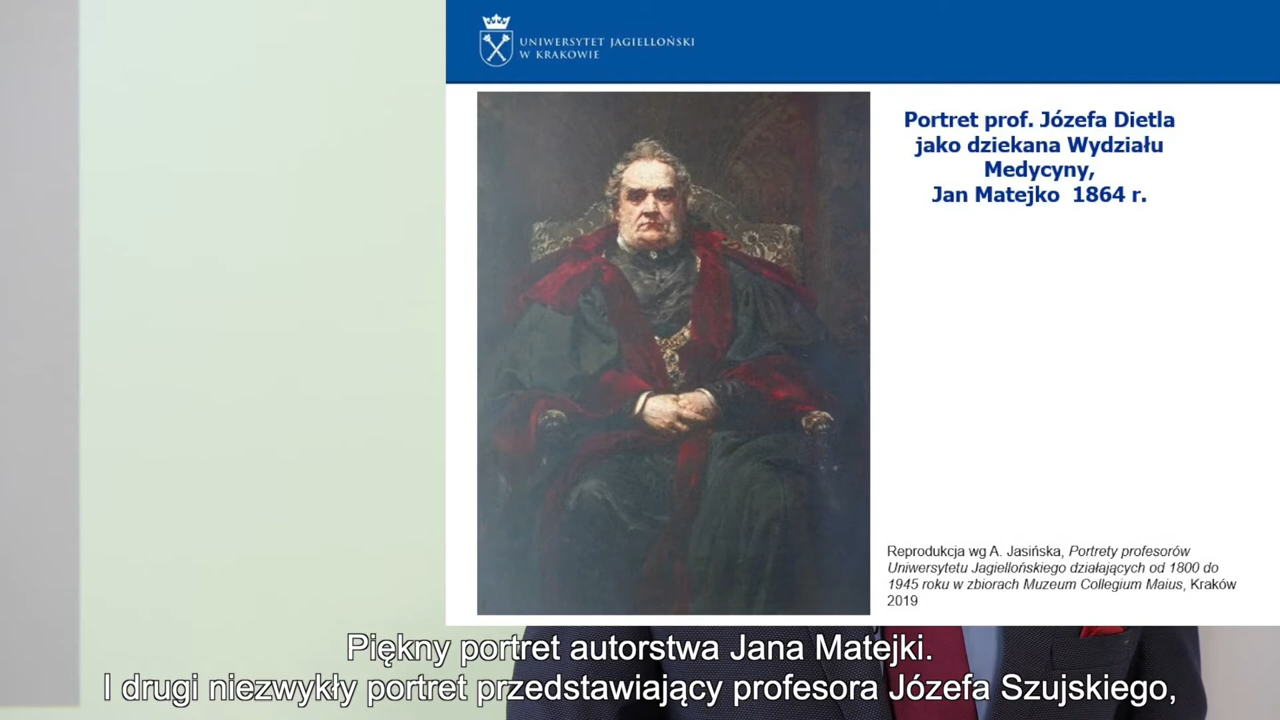 UNIWERSYTET JAGIELLOŃSKI
W KRAKOWIE
Portret prof. Józefa Dietla
jako dziekana Wydziału
Medycyny,
Jan Matejko 1864 r.
Reprodukcja wg A. Jasińska, Portrety profesorów
Uniwersytetu Jagiellońskiego działających od 1800 do
1945 roku w zbiorach Muzeum Collegium Maius, Kraków
2019
Piękny portret autorstwa Jana Matejki.
I drugi niezwykły portret przedstawiający profesora Józefa Szujskiego,